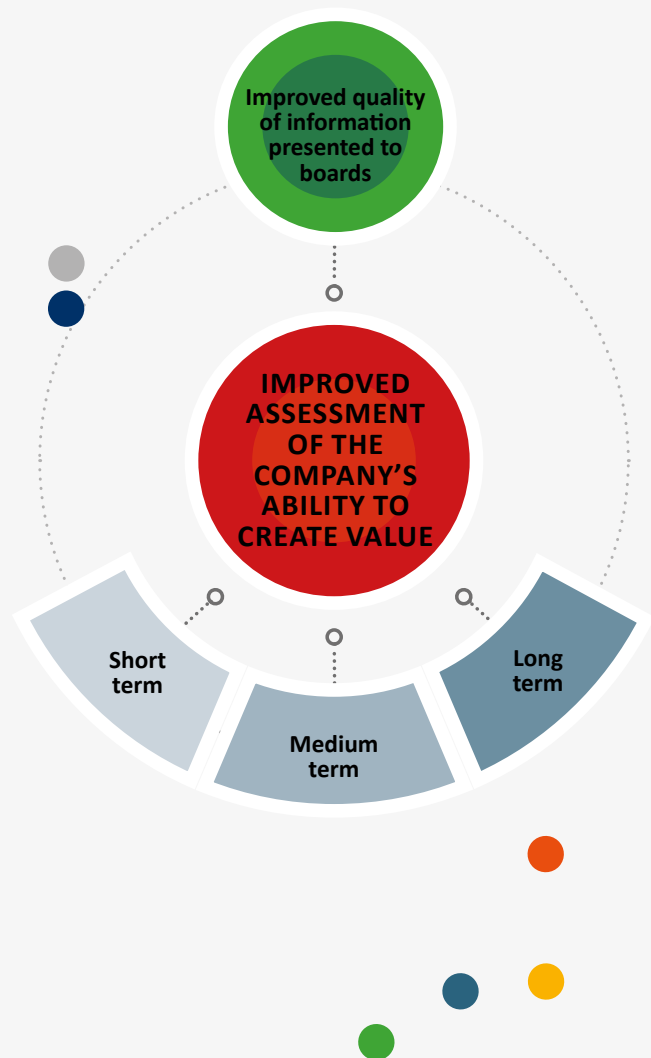 Improved quality
of information
presented to
boards
IMPROVED
ASSESSMENT
OF THE
COMPANY’S
ABILITY TO
CREATE VALUE
Short
term
Medium
term
Long
term